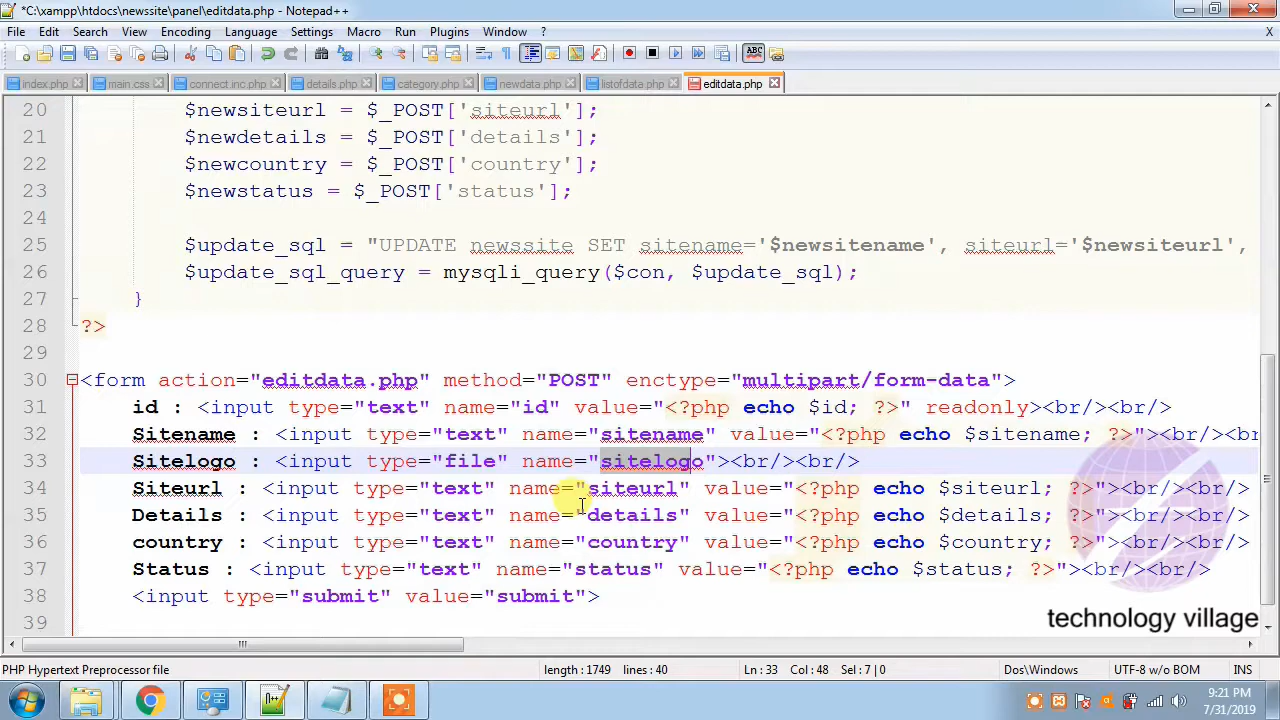 *C:\xampp\htdocs\newssite\panel\editdata.php - Notepad++
File Edit Search View Encoding Language Settings Macro Run Plugins Window ? X
index.php main.css connect.inc.php details.php category.php newdata.php listofdata.php editdata.php
20 $newsiteurl = $_POST['siteurl'];
21 $newdetails = $_POST['details'];
22 $newcountry = $_POST['country'];
23 $newstatus = $_POST['status'];
24
25 $update_sql = "UPDATE newssite SET sitename='$newsitename', siteurl='$newsiteurl',
26 $update_sql_query = mysqli_query($con, $update_sql);
27 }
28 ?>
29
30 <form action="editdata.php" method="POST" enctype="multipart/form-data">
31 id : <input type="text" name="id" value="<?php echo $id; ?>" readonly><br/><br/>
32 Sitename : <input type="text" name="sitename" value="<?php echo $sitename; ?>"><br/><br
33 Sitelogo : <input type="file" name="sitelogo"><br/><br/>
34 Siteurl : <input type="text" name="siteurl" value="<?php echo $siteurl; ?>"><br/><br/>
35 Details : <input type="text" name="details" value="<?php echo $details; ?>"><br/><br/>
36 country : <input type="text" name="country" value="<?php echo $country; ?>"><br/><br/>
37 Status : <input type="text" name="status" value="<?php echo $status; ?>"><br/><br/>
38 <input type="submit" value="submit">
39
technology village
PHP Hypertext Preprocessor file length : 1749 lines : 40 Ln : 33 Col : 48 Sel : 7 | 0 Dos\Windows UTF-8 w/o BOM INS
9:21 PM
7/31/2019